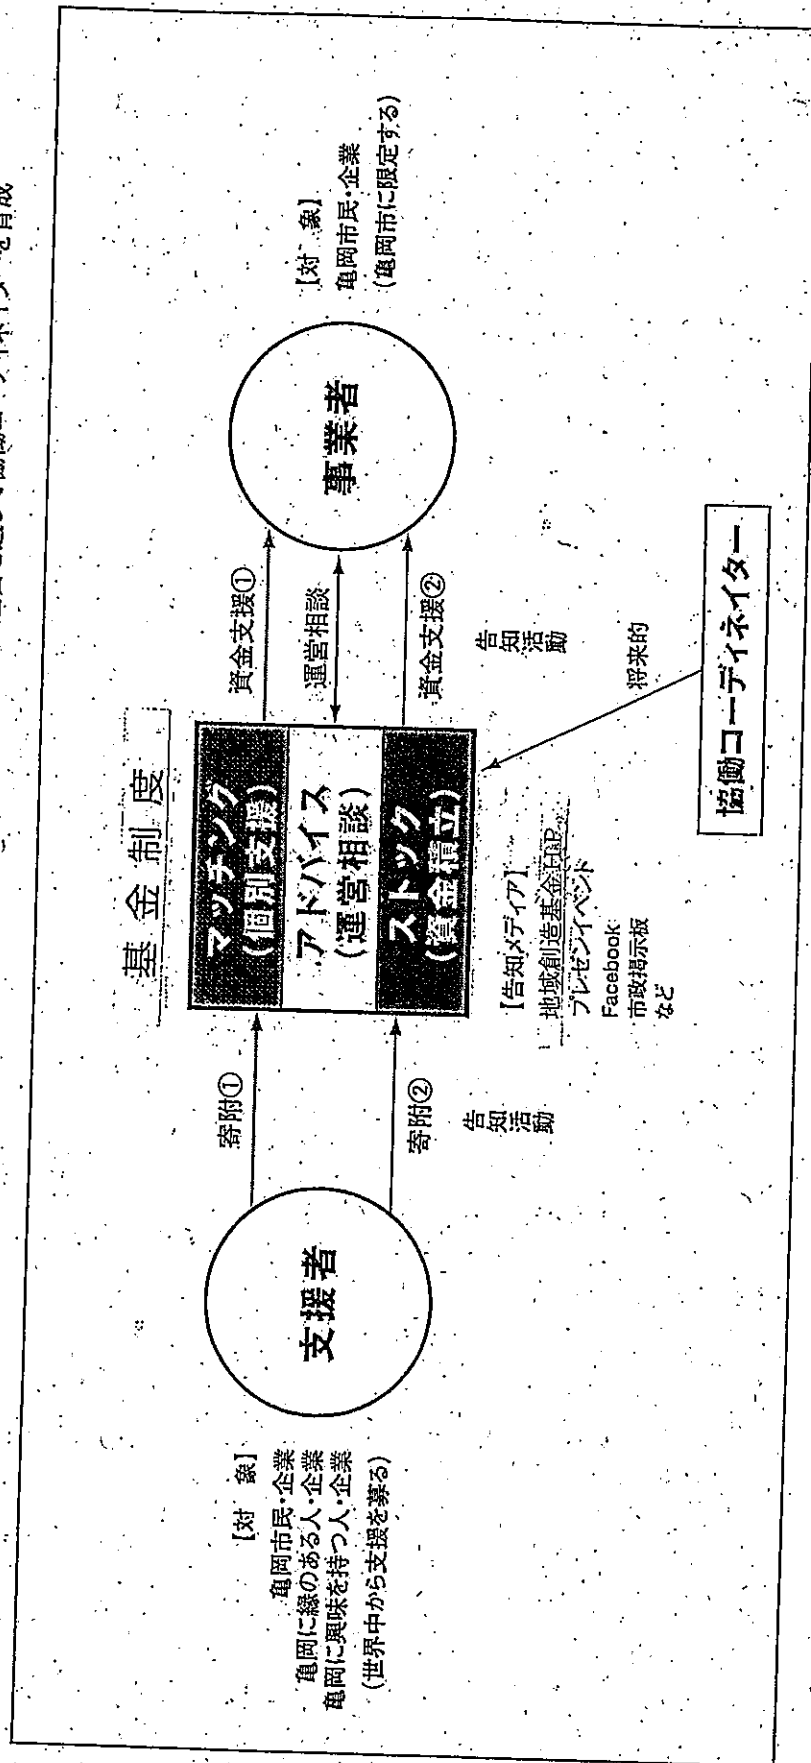 基金制度
【対　象】
亀岡市民・企業
亀岡に縁のある人・企業
亀岡に興味を持つ人・企業
(世界中から支援を募る)
支援者
寄附①
寄附②
告知活動
マッチング
(個別支援)
アドバイス
(運営相談)
ストック
(資金積立)
【告知メディア】
地域創造基金HP
プレゼンイベント
Facebook
市政掲示板
など
資金支援①
運営相談
資金支援②
告知活動
将来的
協働コーディネイター
事業者
【対　象】
亀岡市民・企業
(亀岡市に限定する)